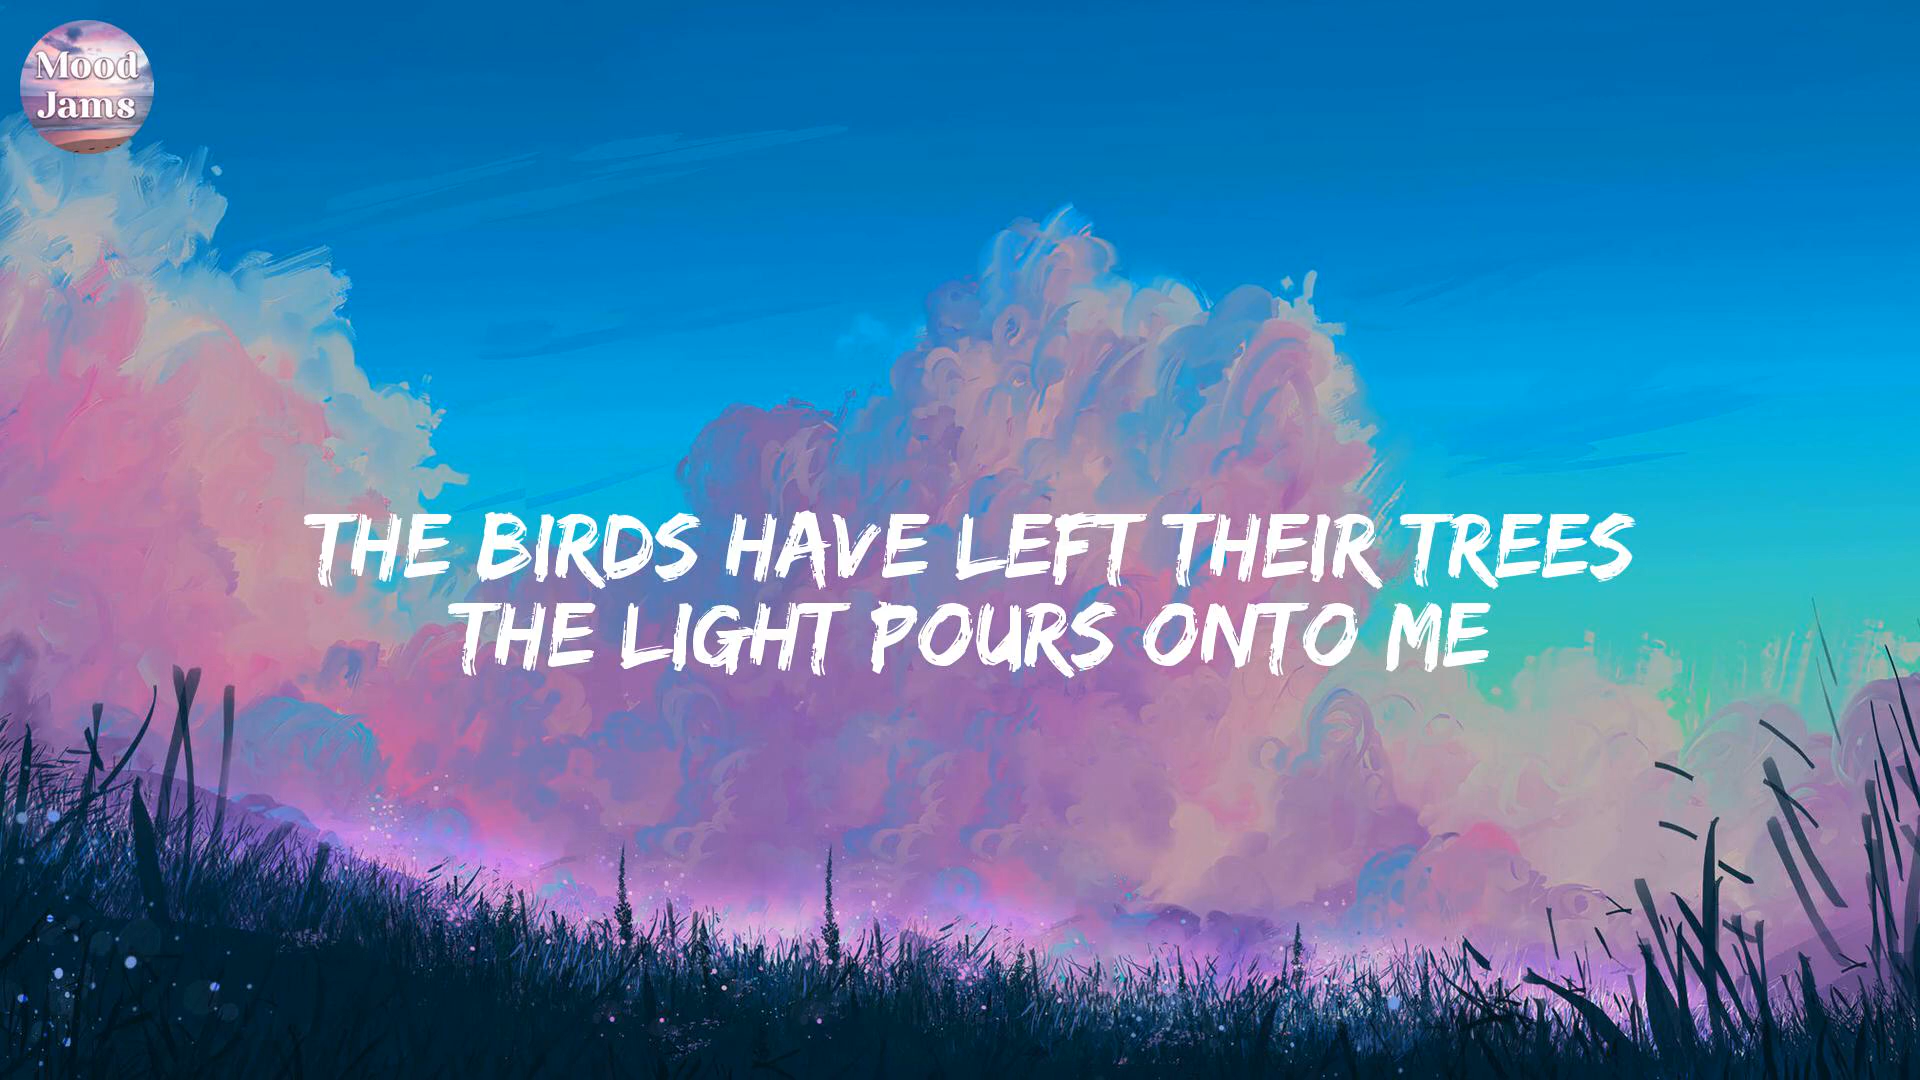 Mood
Jams
THE BIRDS HAVE LEFT THEIR TREES
THE LIGHT POURS ONTO ME